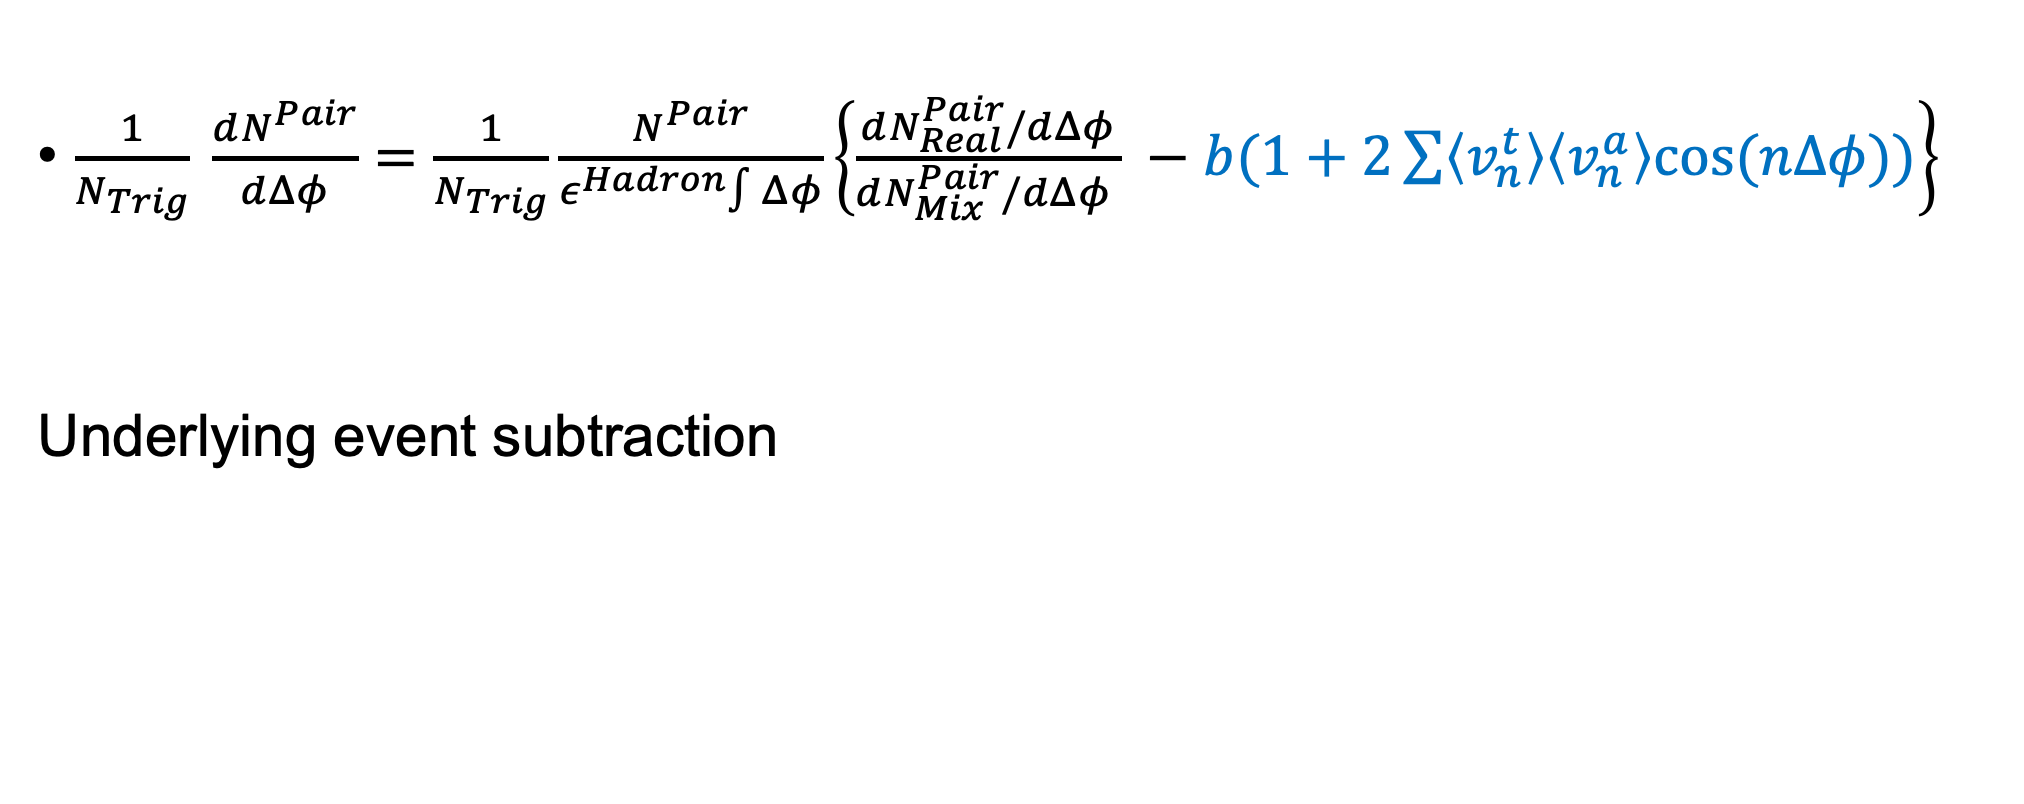 • \frac{1}{N_{Trig}} \frac{dN^{Pair}}{d\Delta\phi} = \frac{1}{N_{Trig}} \frac{N^{Pair}}{\epsilon^{Hadron} \int \Delta\phi} \left\{ \frac{dN^{Pair}_{Real}/d\Delta\phi}{dN^{Pair}_{Mix}/d\Delta\phi} - b(1 + 2\sum\langle v_n^t \rangle\langle v_n^a \rangle\cos(n\Delta\phi)) \right\}
Underlying event subtraction